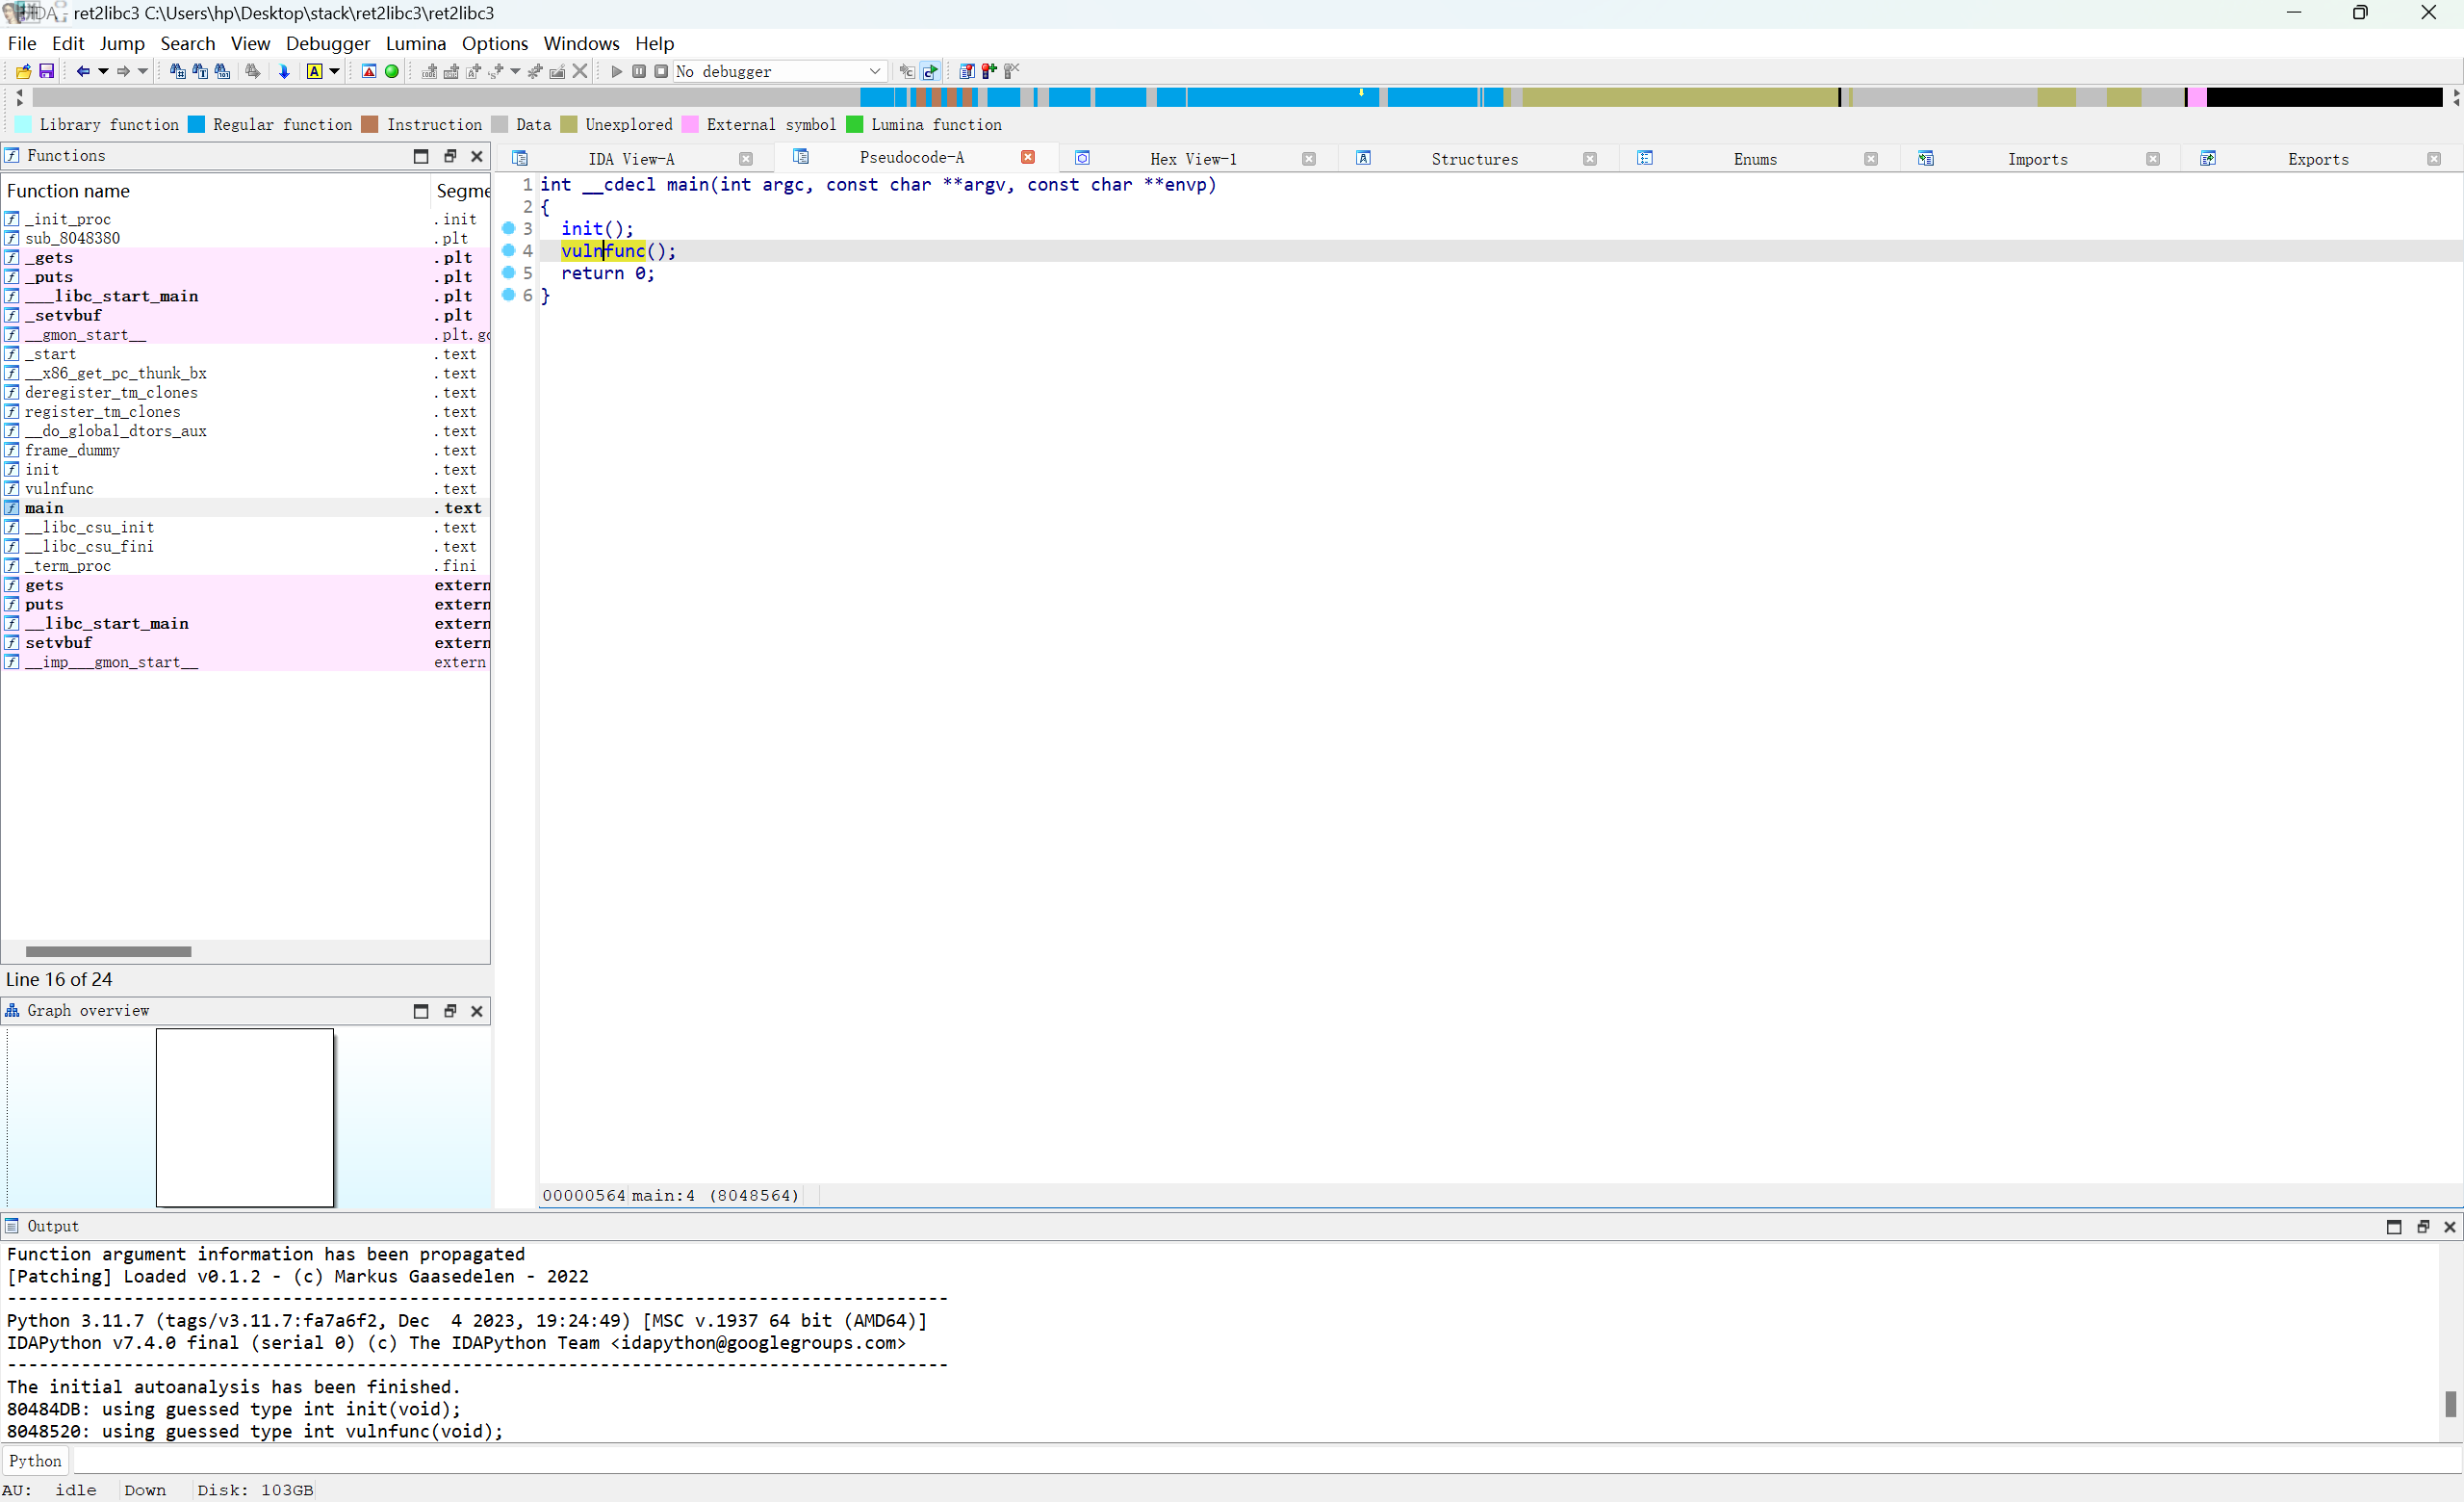 IDA - ret2libc3 C:\Users\hp\Desktop\stack\ret2libc3\ret2libc3
File Edit Jump Search View Debugger Lumina Options Windows Help
No debugger
Library function Regular function Instruction Data Unexplored External symbol Lumina function
Functions
Function name Segme
_init_proc .init
sub_8048380 .plt
_gets .plt
_puts .plt
___libc_start_main .plt
_setvbuf .plt
__gmon_start__ .plt.go
_start .text
__x86_get_pc_thunk_bx .text
deregister_tm_clones .text
register_tm_clones .text
__do_global_dtors_aux .text
frame_dummy .text
init .text
vulnfunc .text
main .text
__libc_csu_init .text
__libc_csu_fini .text
_term_proc .fini
gets extern
puts extern
__libc_start_main extern
setvbuf extern
__imp___gmon_start__ extern
Line 16 of 24
Graph overview
IDA View-A Pseudocode-A Hex View-1 Structures Enums Imports Exports
1 int __cdecl main(int argc, const char **argv, const char **envp)
2 {
3 init();
4 vulnfunc();
5 return 0;
6 }
00000564 main:4 (8048564)
Output
Function argument information has been propagated
[Patching] Loaded v0.1.2 - (c) Markus Gaasedelen - 2022
-----------------------------------------------------------------------------------------
Python 3.11.7 (tags/v3.11.7:fa7a6f2, Dec  4 2023, 19:24:49) [MSC v.1937 64 bit (AMD64)]
IDAPython v7.4.0 final (serial 0) (c) The IDAPython Team <idapython@googlegroups.com>
-----------------------------------------------------------------------------------------
The initial autoanalysis has been finished.
80484DB: using guessed type int init(void);
8048520: using guessed type int vulnfunc(void);
Python
AU: idle Down Disk: 103GB